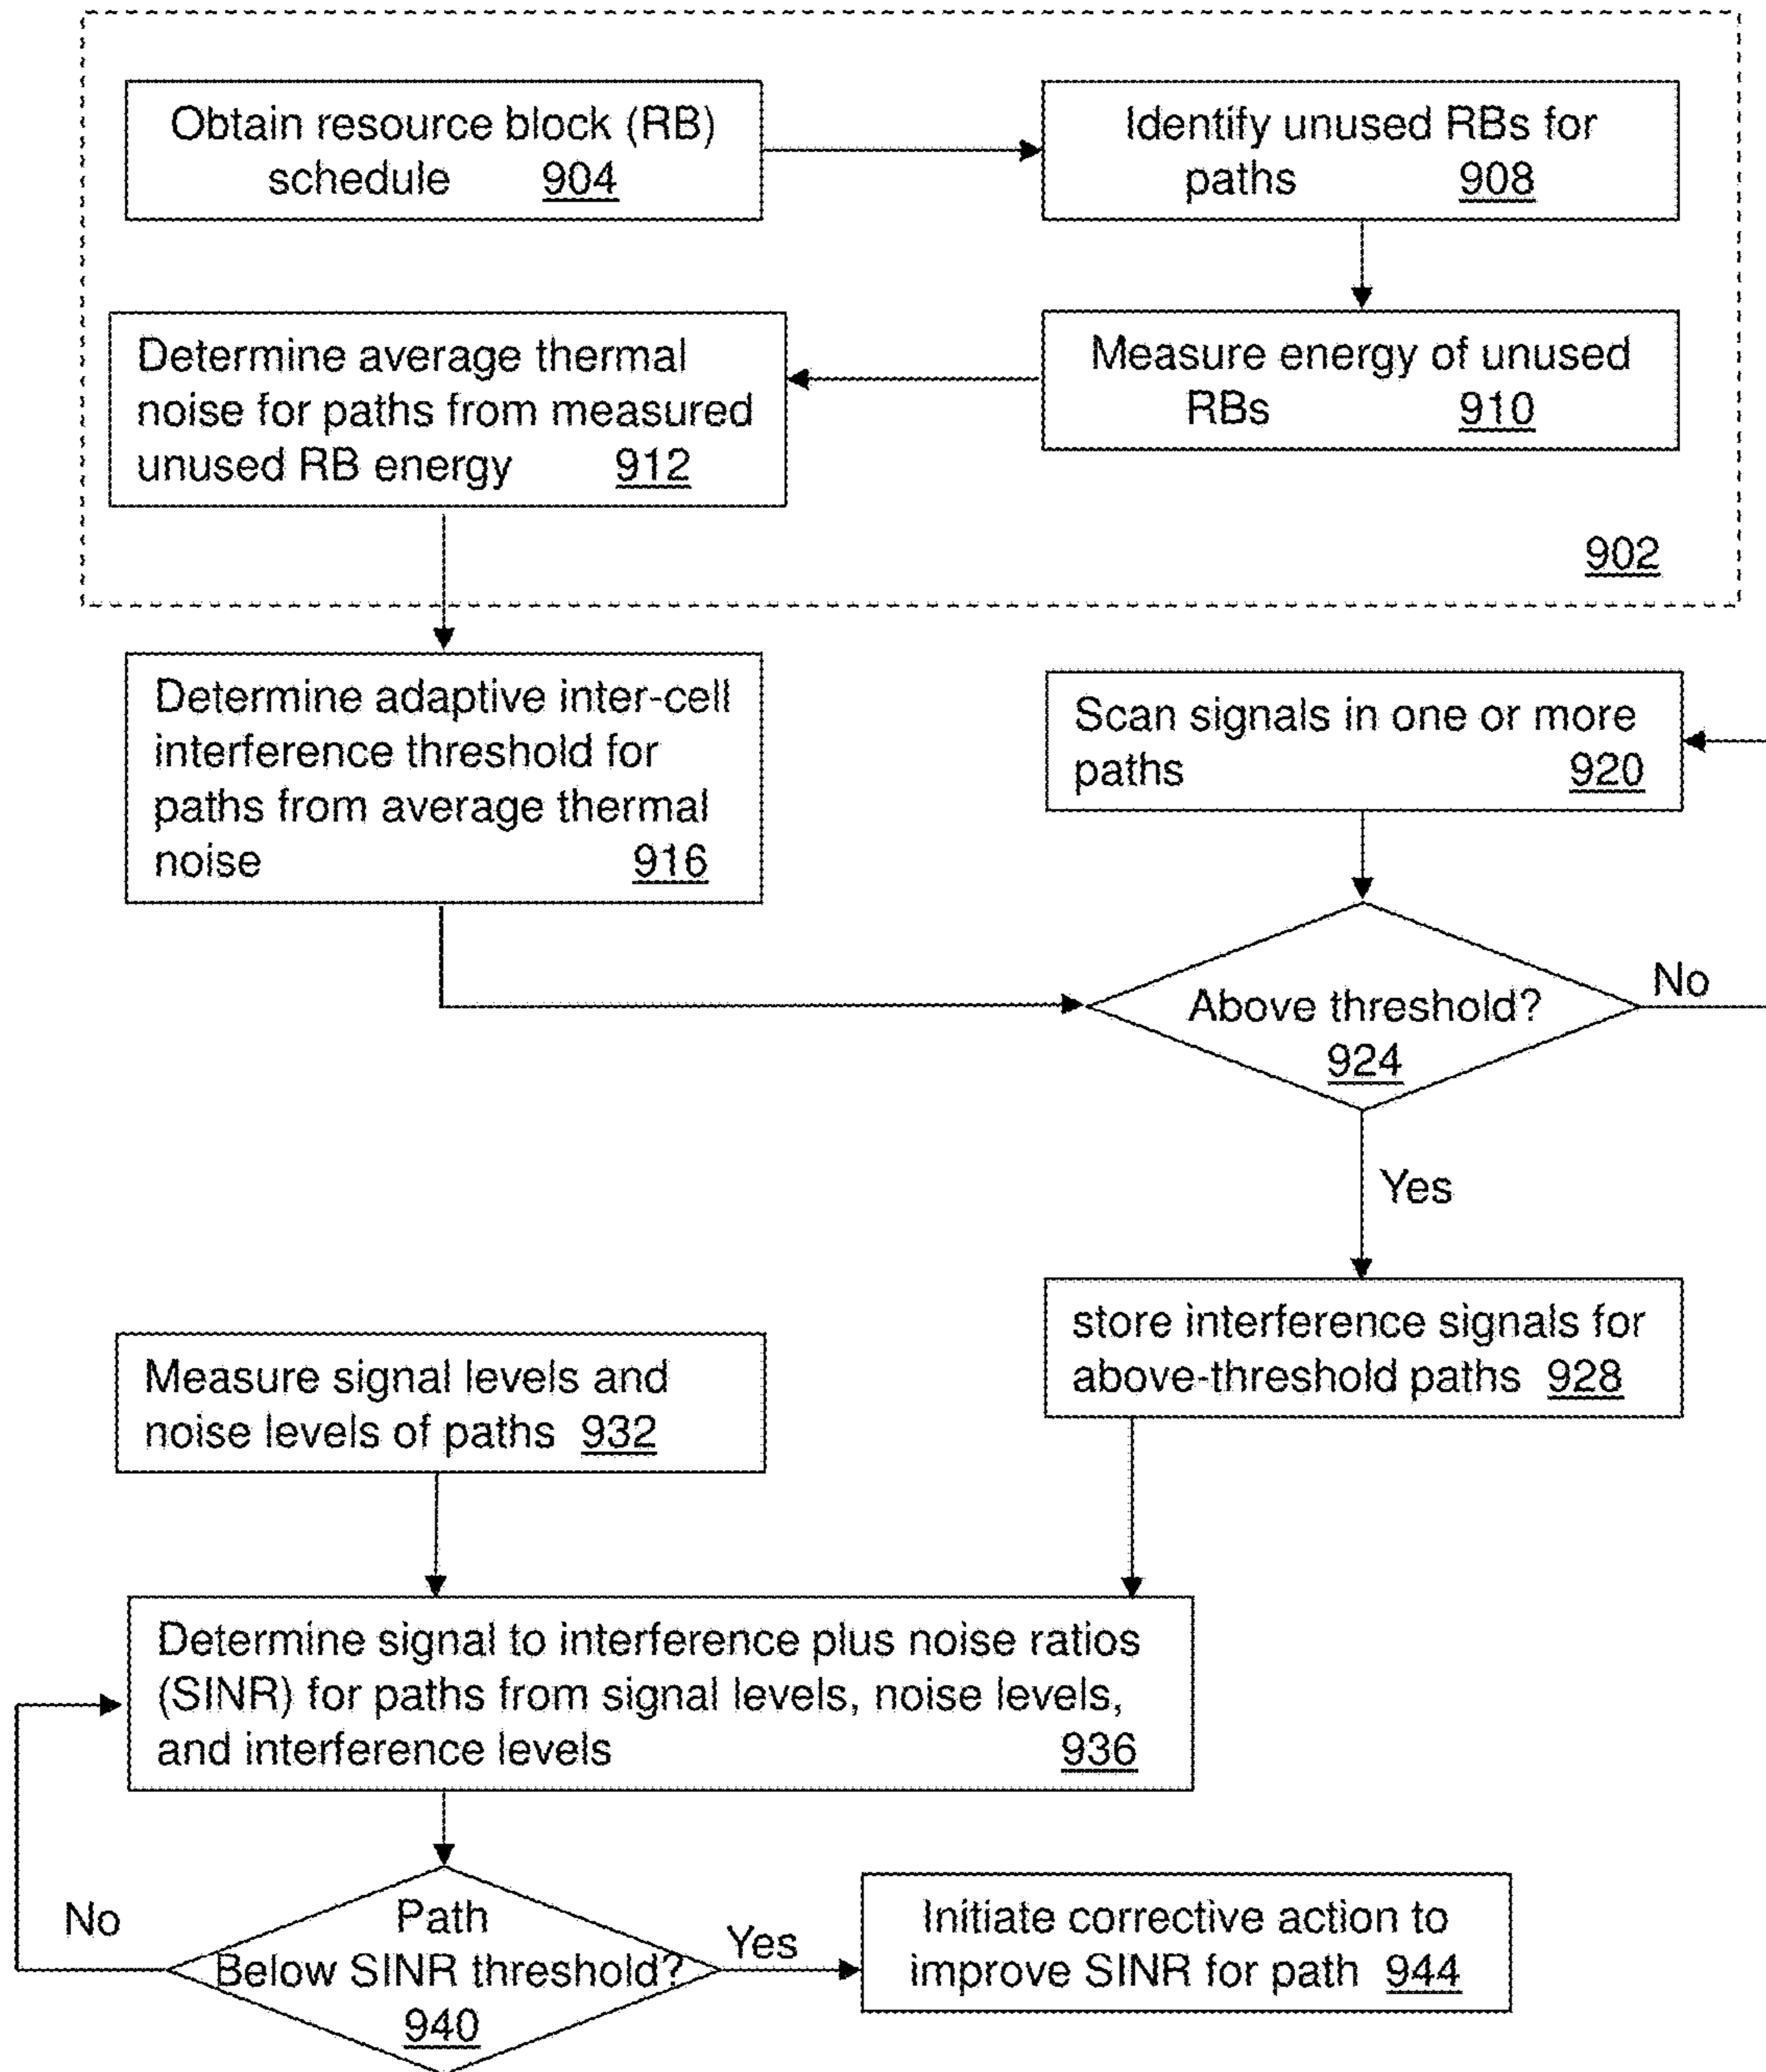 Obtain resource block (RB)
schedule 904
Identify unused RBs for
paths 908
Measure energy of unused
RBs 910
Determine average thermal
noise for paths from measured
unused RB energy 912
902
Determine adaptive inter-cell
interference threshold for
paths from average thermal
noise 916
Scan signals in one or more
paths 920
Above threshold?
924
No
Yes
store interference signals for
above-threshold paths 928
Measure signal levels and
noise levels of paths 932
Determine signal to interference plus noise ratios
(SINR) for paths from signal levels, noise levels,
and interference levels 936
Path
Below SINR threshold?
940
No
Yes
Initiate corrective action to
improve SINR for path 944